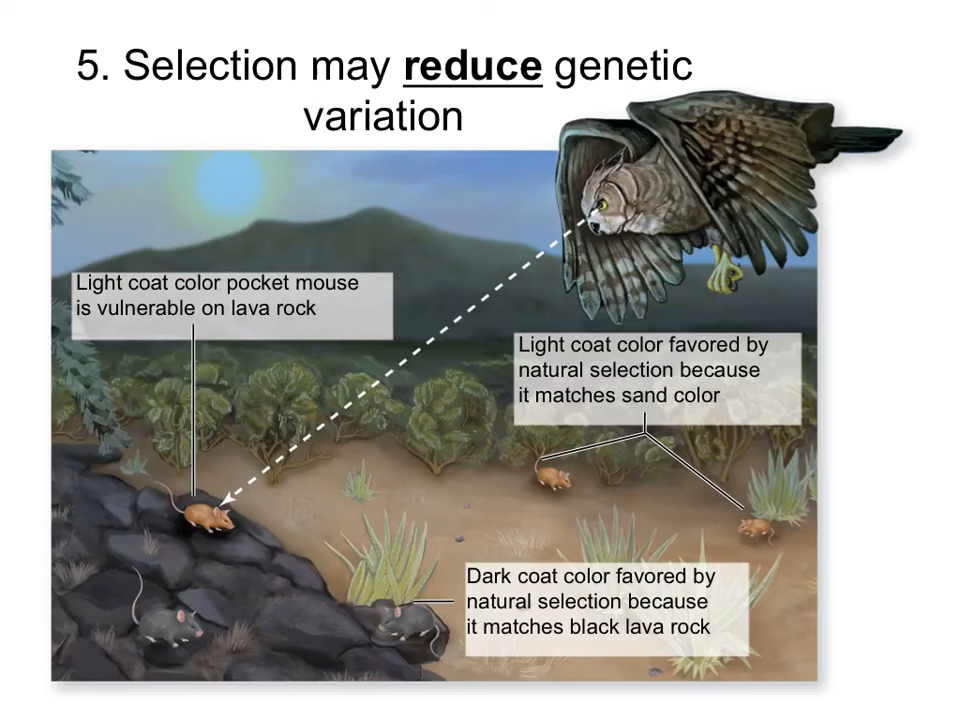 5. Selection may reduce genetic
variation
Light coat color pocket mouse
is vulnerable on lava rock
Light coat color favored by
natural selection because
it matches sand color
Dark coat color favored by
natural selection because
it matches black lava rock